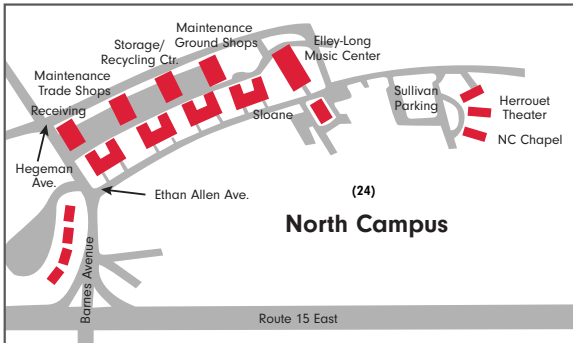 Maintenance
Ground Shops
Storage/
Recycling Ctr.
Elley-Long
Music Center
Maintenance
Trade Shops
Receiving
Sloane
Sullivan
Parking
Herrouet
Theater
NC Chapel
Hegeman
Ave.
Ethan Allen Ave.
(24)
North Campus
Barnes Avenue
Route 15 East